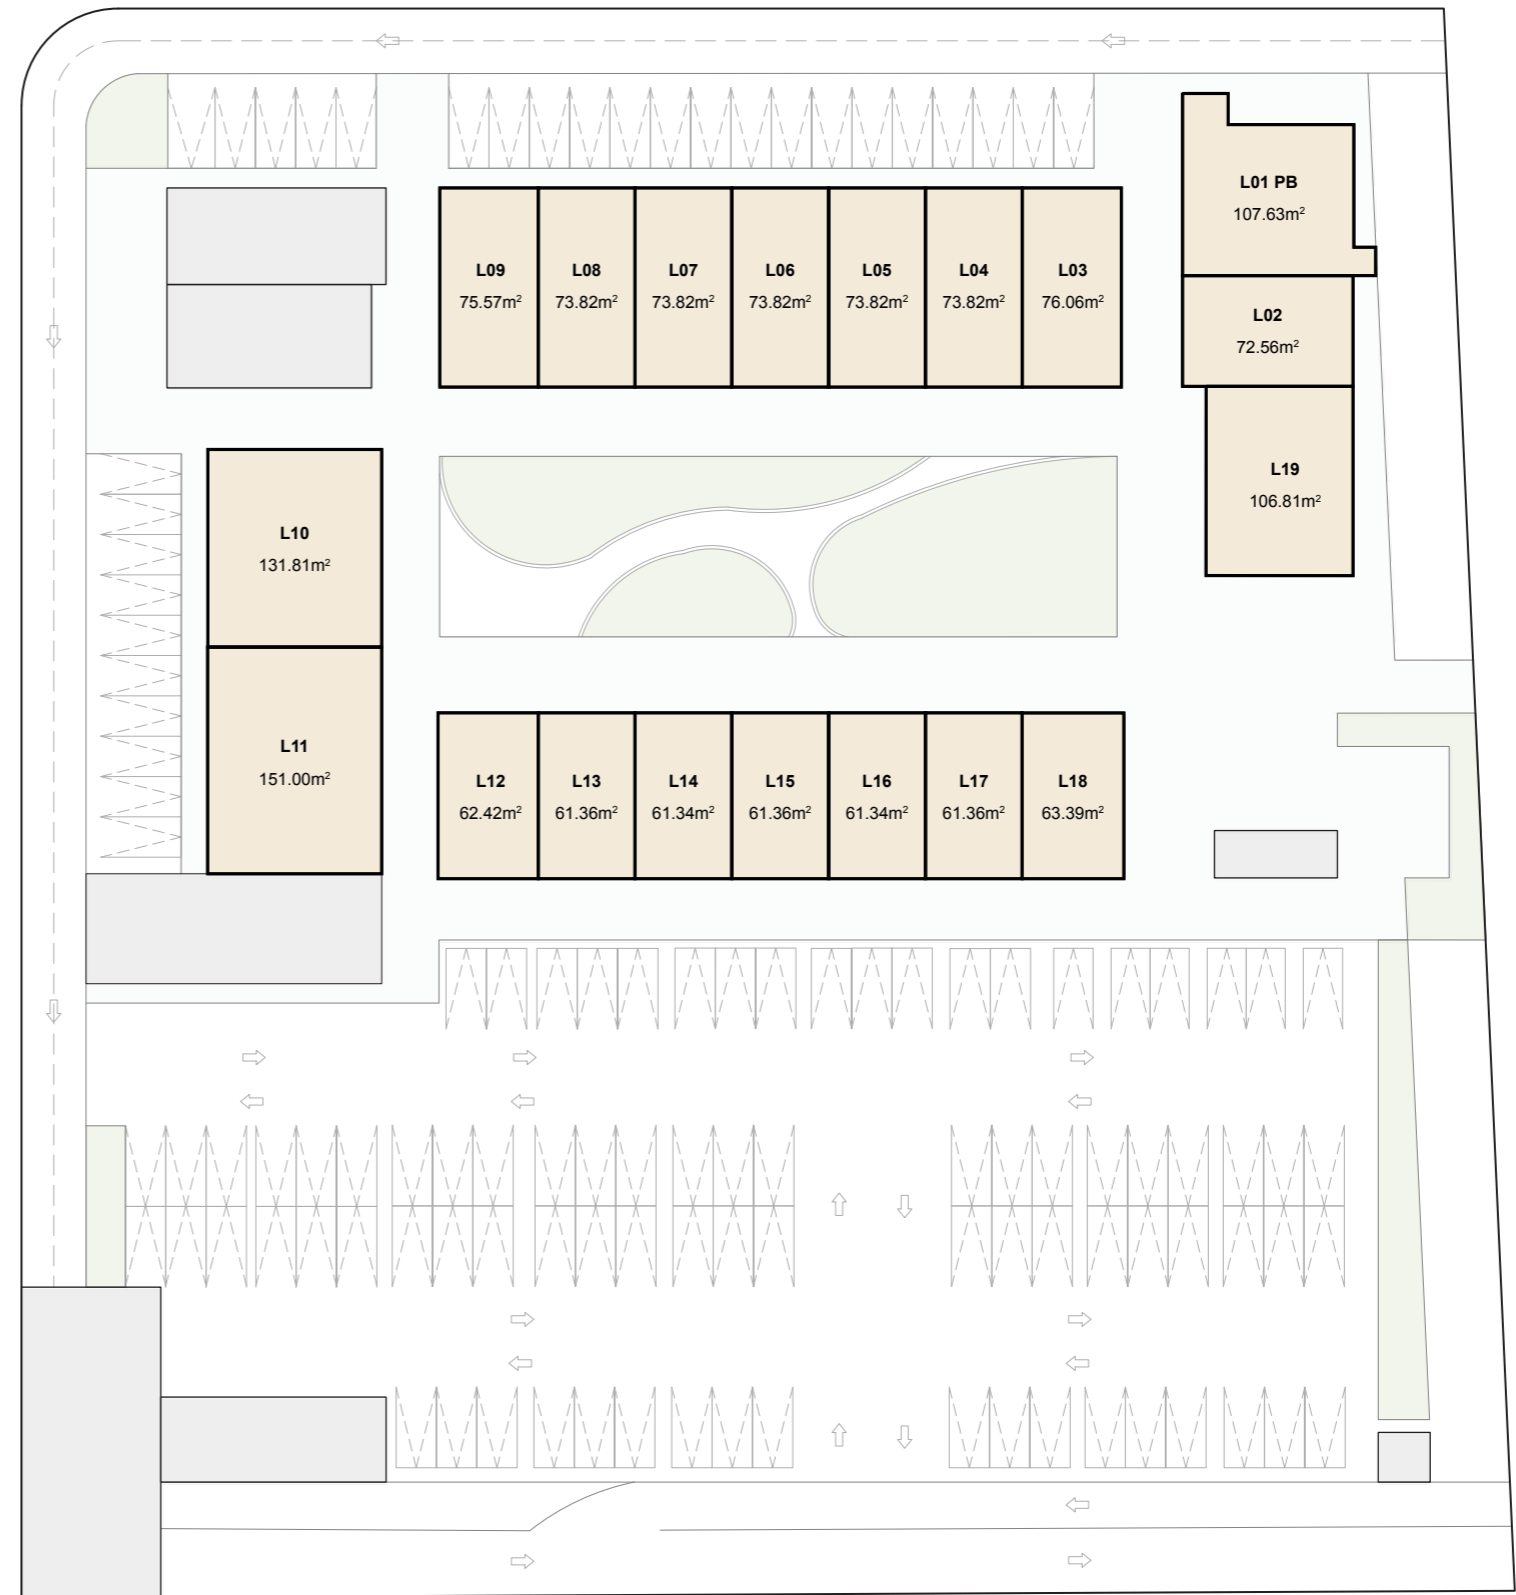 L01 PB
107.63m²
L09
75.57m²
L08
73.82m²
L07
73.82m²
L06
73.82m²
L05
73.82m²
L04
73.82m²
L03
76.06m²
L02
72.56m²
L19
106.81m²
L10
131.81m²
L11
151.00m²
L12
62.42m²
L13
61.36m²
L14
61.34m²
L15
61.36m²
L16
61.34m²
L17
61.36m²
L18
63.39m²